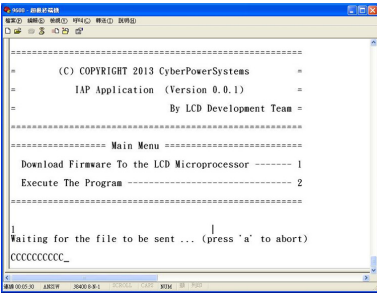 9600 - 超級終端機
檔案(F) 編輯(E) 檢視(V) 呼叫(C) 轉送(T) 說明(H)
==========================================================
= (C) COPYRIGHT 2013 CyberPowerSystems =
= IAP Application (Version 0.0.1) =
= By LCD Development Team =
==========================================================
=================== Main Menu ============================
Download Firmware To the LCD Microprocessor ------- 1
Execute The Program --------------------------------- 2
==========================================================
1
Waiting for the file to be sent ... (press 'a' to abort)
CCCCCCCCCC_
連線 00:05:30 ANSIW 38400 8-N-1 SCROLL CAPS NUM